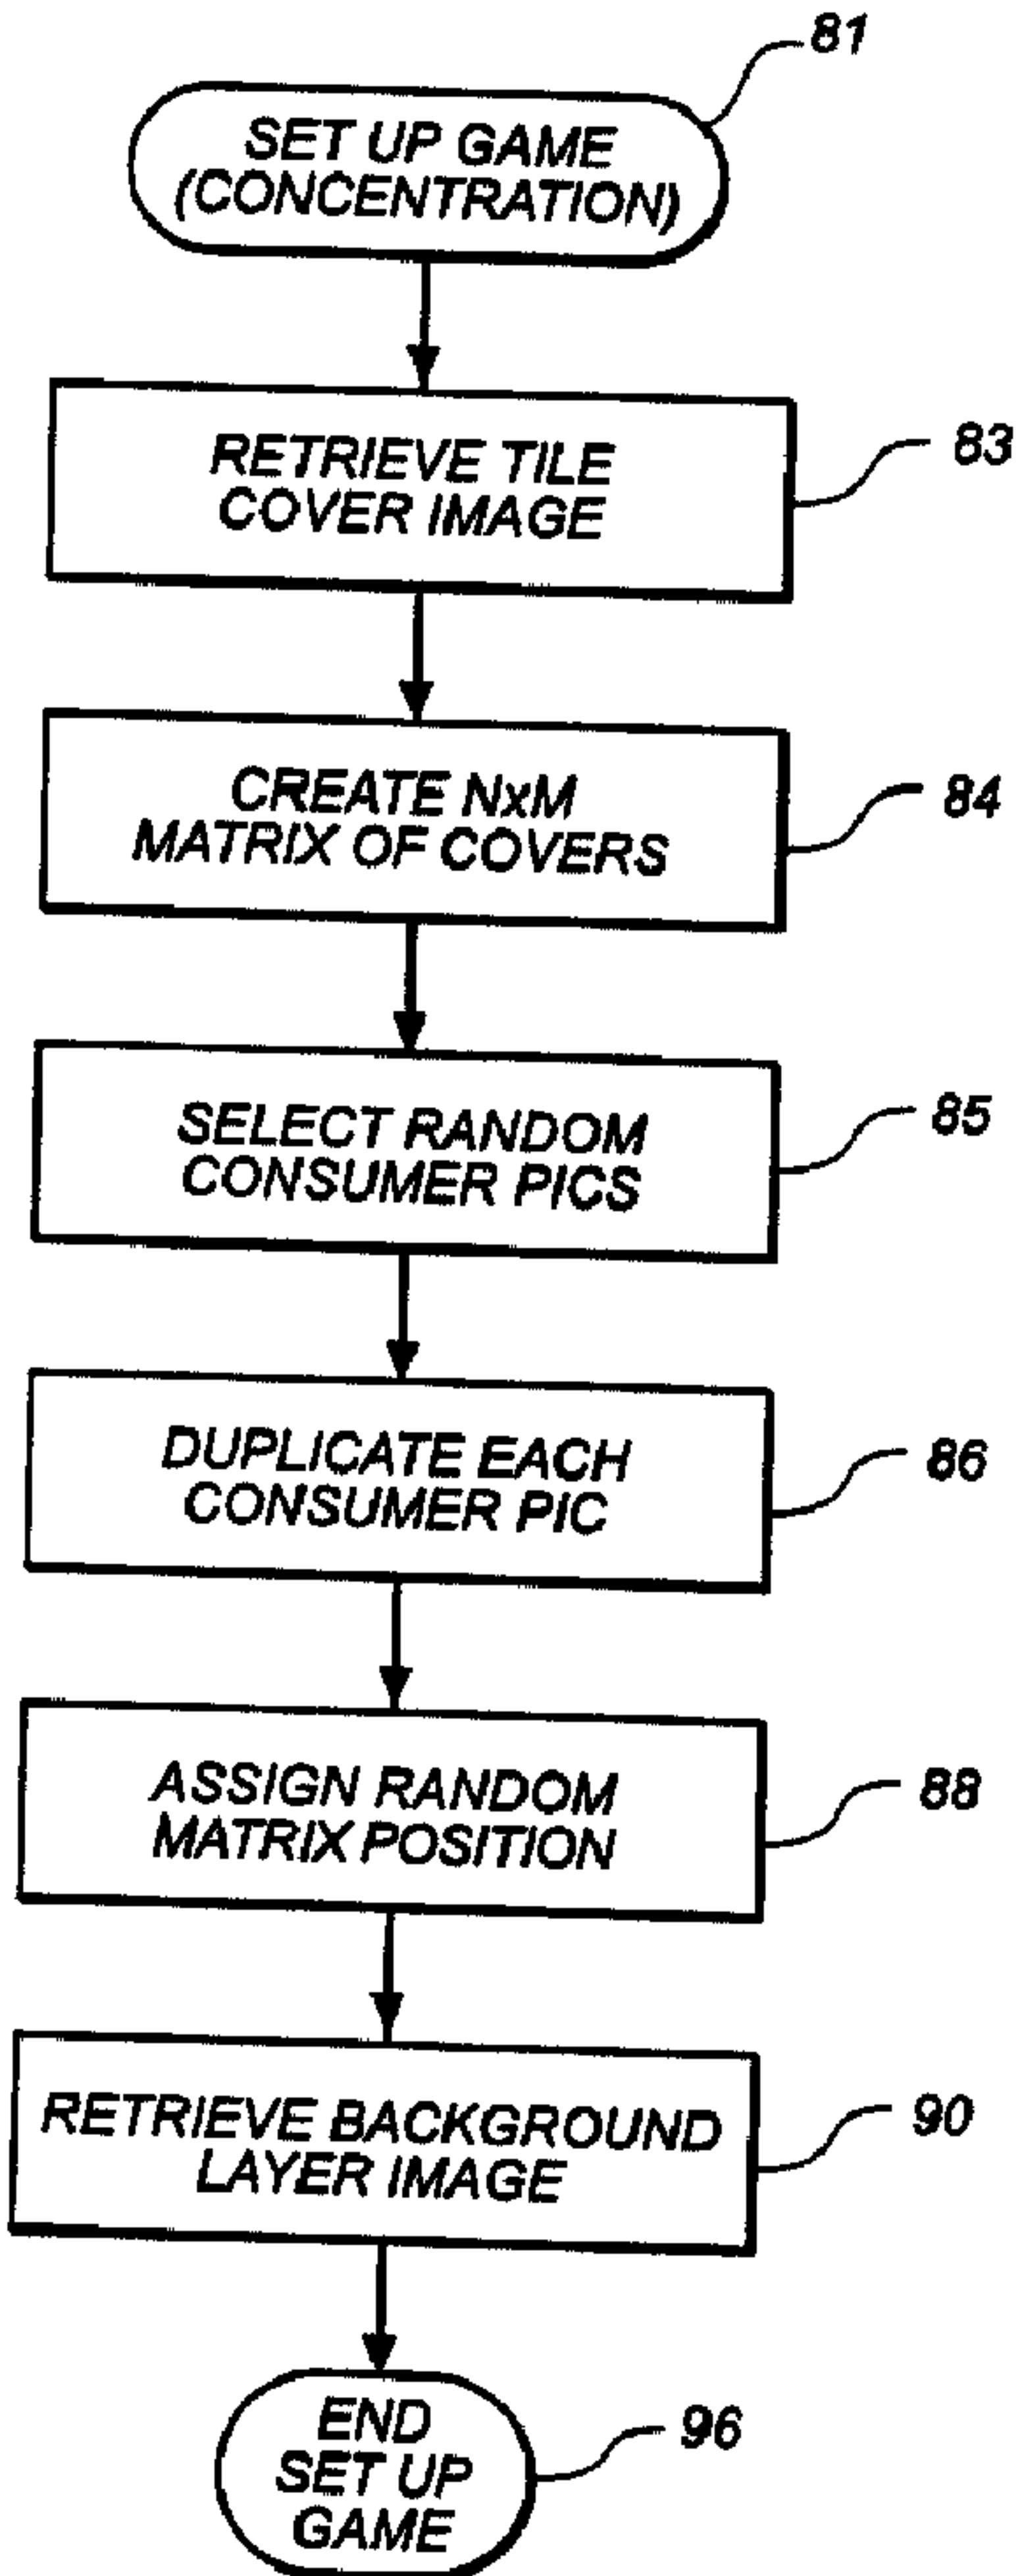 81
SET UP GAME
(CONCENTRATION)
RETRIEVE TILE
COVER IMAGE
83
CREATE NxM
MATRIX OF COVERS
84
SELECT RANDOM
CONSUMER PICS
85
DUPLICATE EACH
CONSUMER PIC
86
ASSIGN RANDOM
MATRIX POSITION
88
RETRIEVE BACKGROUND
LAYER IMAGE
90
END
SET UP
GAME
96